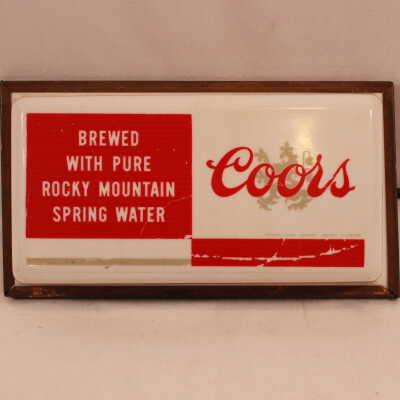 BREWED
WITH PURE
ROCKY MOUNTAIN
SPRING WATER
Coors